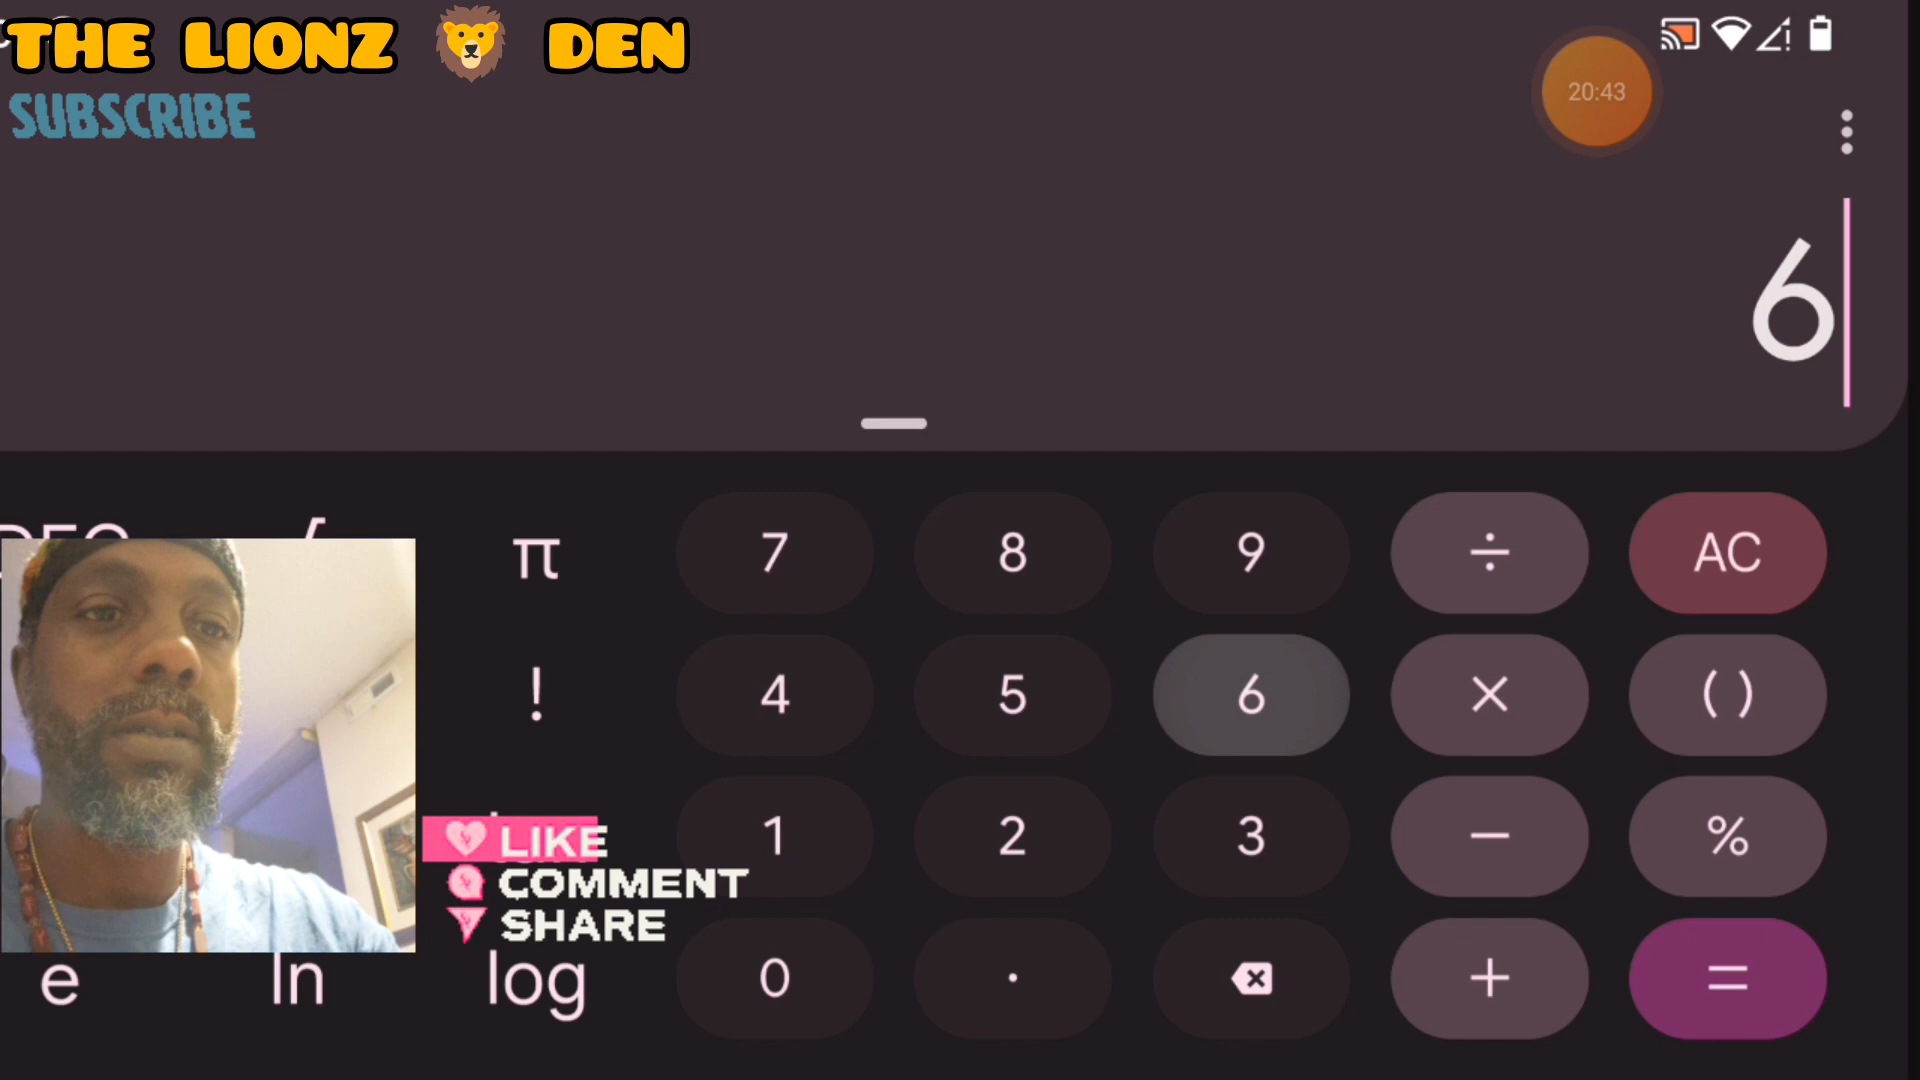 THE LIONZ 🦁 DEN
SUBSCRIBE
20:43
6
π 7 8 9 ÷ AC
! 4 5 6 × ( )
1 2 3 − %
LIKE
COMMENT
SHARE
e ln log 0 . + =